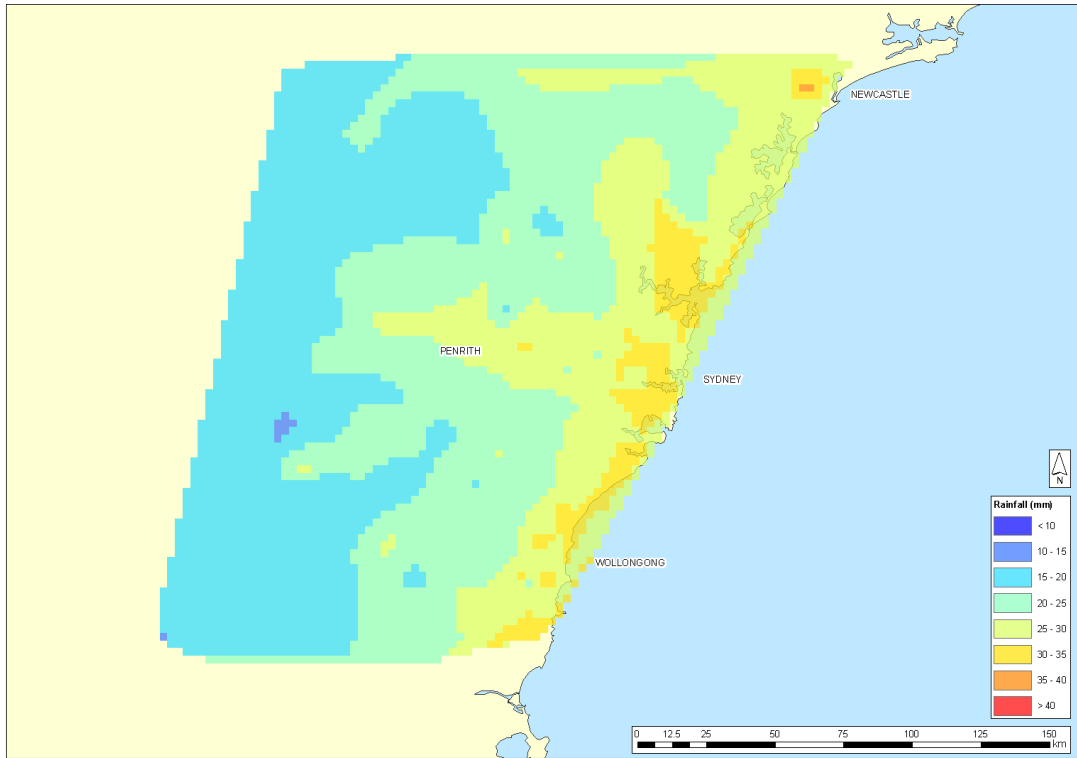 NEWCASTLE
PENRITH
SYDNEY
WOLLONGONG
N
Rainfall (mm)
< 10
10 - 15
15 - 20
20 - 25
25 - 30
30 - 35
35 - 40
> 40
0 12.5 25 50 75 100 125 150
km